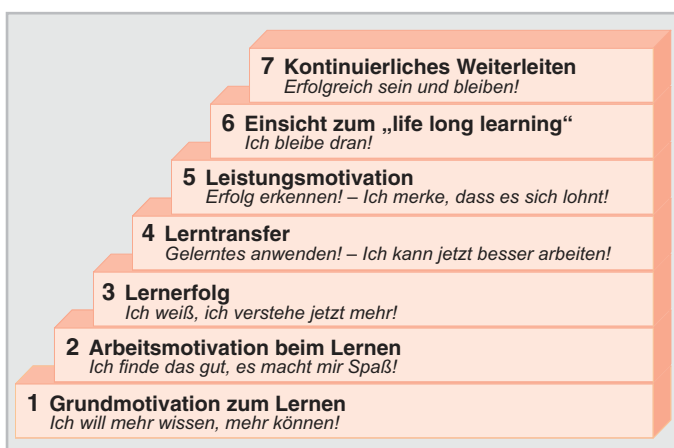 7 Kontinuierliches Weiterleiten
Erfolgreich sein und bleiben!
6 Einsicht zum „life long learning“
Ich bleibe dran!
5 Leistungsmotivation
Erfolg erkennen! – Ich merke, dass es sich lohnt!
4 Lerntransfer
Gelerntes anwenden! – Ich kann jetzt besser arbeiten!
3 Lernerfolg
Ich weiß, ich verstehe jetzt mehr!
2 Arbeitsmotivation beim Lernen
Ich finde das gut, es macht mir Spaß!
1 Grundmotivation zum Lernen
Ich will mehr wissen, mehr können!